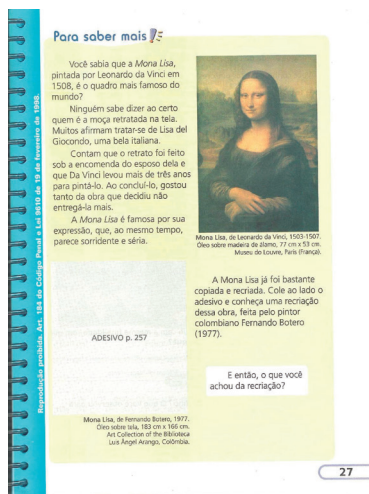 Para saber mais
Você sabia que a Mona Lisa,
pintada por Leonardo da Vinci em
1508, é o quadro mais famoso do
mundo?
Ninguém sabe dizer ao certo
quem é a moça retratada na tela.
Muitos afirmam tratar-se de Lisa del
Giocondo, uma bela italiana.
Contam que o retrato foi feito
sob a encomenda do esposo dela e
que Da Vinci levou mais de três anos
para pintá-lo. Ao concluí-lo, gostou
tanto da obra que decidiu não
entregá-la mais.
A Mona Lisa é famosa por sua
expressão, que, ao mesmo tempo,
parece sorridente e séria.
Mona Lisa, de Leonardo da Vinci, 1503-1507.
Óleo sobre madeira de álamo, 77 cm x 53 cm.
Museu do Louvre, Paris (França).
ADESIVO p. 257
Mona Lisa, de Fernando Botero, 1977.
Óleo sobre tela, 183 cm x 166 cm.
Art Collection of the Biblioteca
Luis Ángel Arango, Colômbia.
A Mona Lisa já foi bastante
copiada e recriada. Cole ao lado o
adesivo e conheça uma recriação
dessa obra, feita pelo pintor
colombiano Fernando Botero
(1977).
E então, o que você
achou da recriação?
Reprodução proibida. Art. 184 do Código Penal e Lei 9610 de 19 de fevereiro de 1998.
27